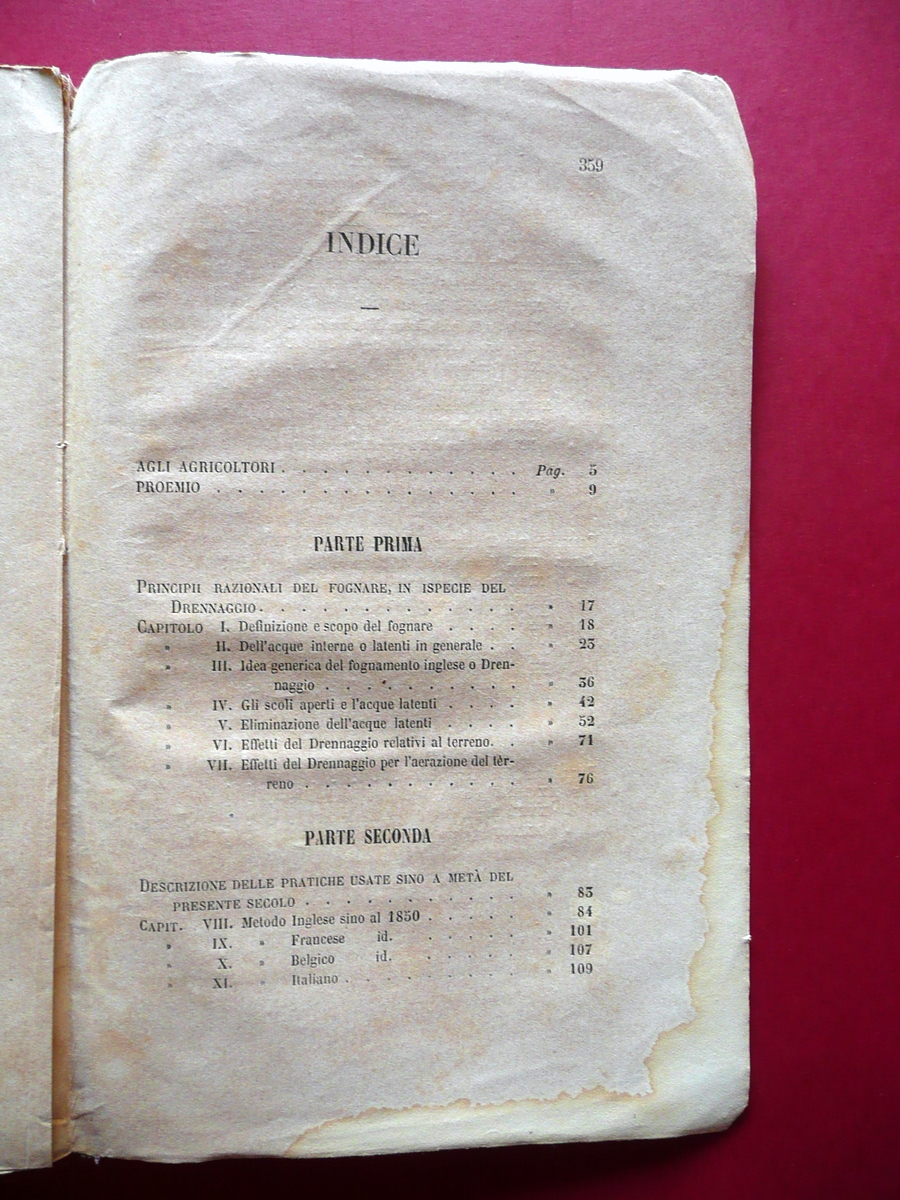 359
INDICE
AGLI AGRICOLTORI . . . . . . . . . . . . Pag. 5
PROEMIO . . . . . . . . . . . . . . . » 9
PARTE PRIMA
PRINCIPII RAZIONALI DEL FOGNARE, IN ISPECIE DEL
DRENNAGGIO . . . . . . . . . . . . . » 17
CAPITOLO I. Definizione e scopo del fognare . . . . » 18
» II. Dell'acque interne o latenti in generale . . » 23
» III. Idea generica del fognamento inglese o Dren-
naggio . . . . . . . . . . » 36
» IV. Gli scoli aperti e l'acque latenti . . . . » 42
» V. Eliminazione dell'acque latenti . . . . » 52
» VI. Effetti del Drennaggio relativi al terreno. . » 71
» VII. Effetti del Drennaggio per l'aerazione del ter-
reno . . . . . . . . . . . » 76
PARTE SECONDA
DESCRIZIONE DELLE PRATICHE USATE SINO A METÀ DEL
PRESENTE SECOLO . . . . . . . . . . . » 83
CAPIT. VIII. Metodo Inglese sino al 1850 . . . . . » 84
» IX. » Francese id. . . . . . » 101
» X. » Belgico id. . . . . . » 107
» XI. » Italiano . . . . . . . . . » 109